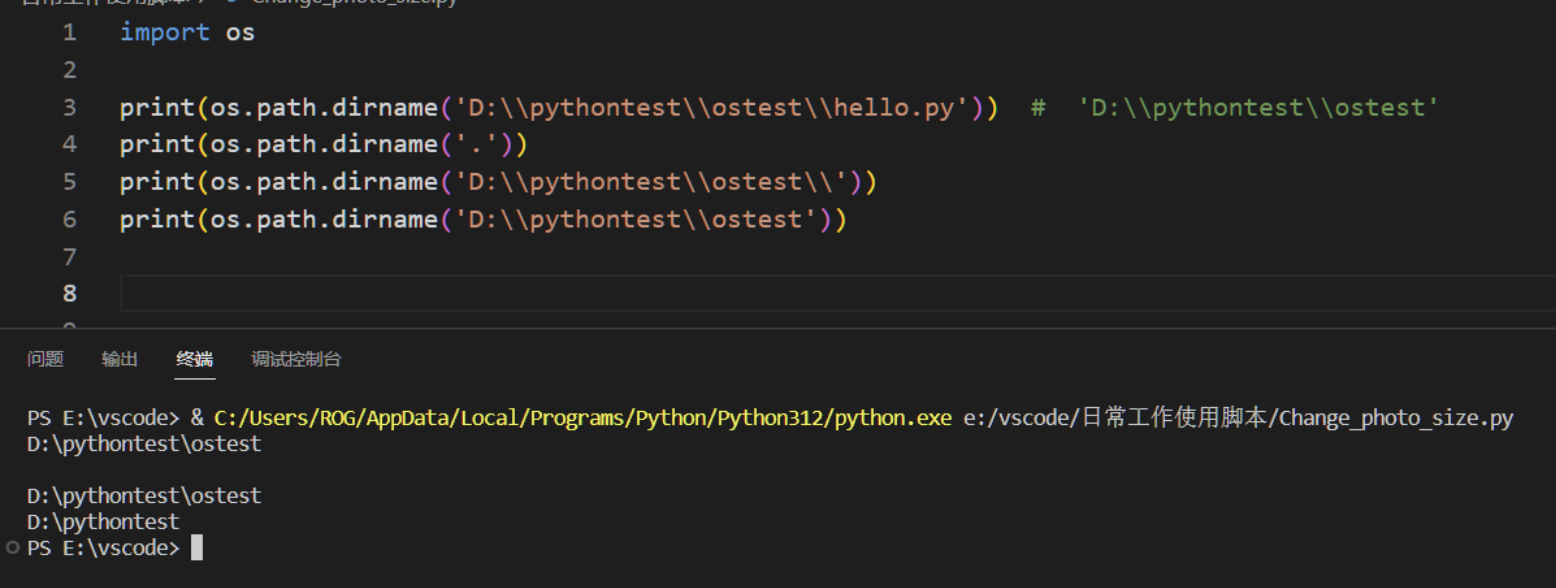 Change_photo_size.py
1 import os
2
3 print(os.path.dirname('D:\\pythontest\\ostest\\hello.py')) # 'D:\\pythontest\\ostest'
4 print(os.path.dirname('.'))
5 print(os.path.dirname('D:\\pythontest\\ostest\\'))
6 print(os.path.dirname('D:\\pythontest\\ostest'))
7
8
问题 输出 终端 调试控制台
PS E:\vscode> & C:/Users/ROG/AppData/Local/Programs/Python/Python312/python.exe e:/vscode/日常工作使用脚本/Change_photo_size.py
D:\pythontest\ostest
D:\pythontest\ostest
D:\pythontest
PS E:\vscode>